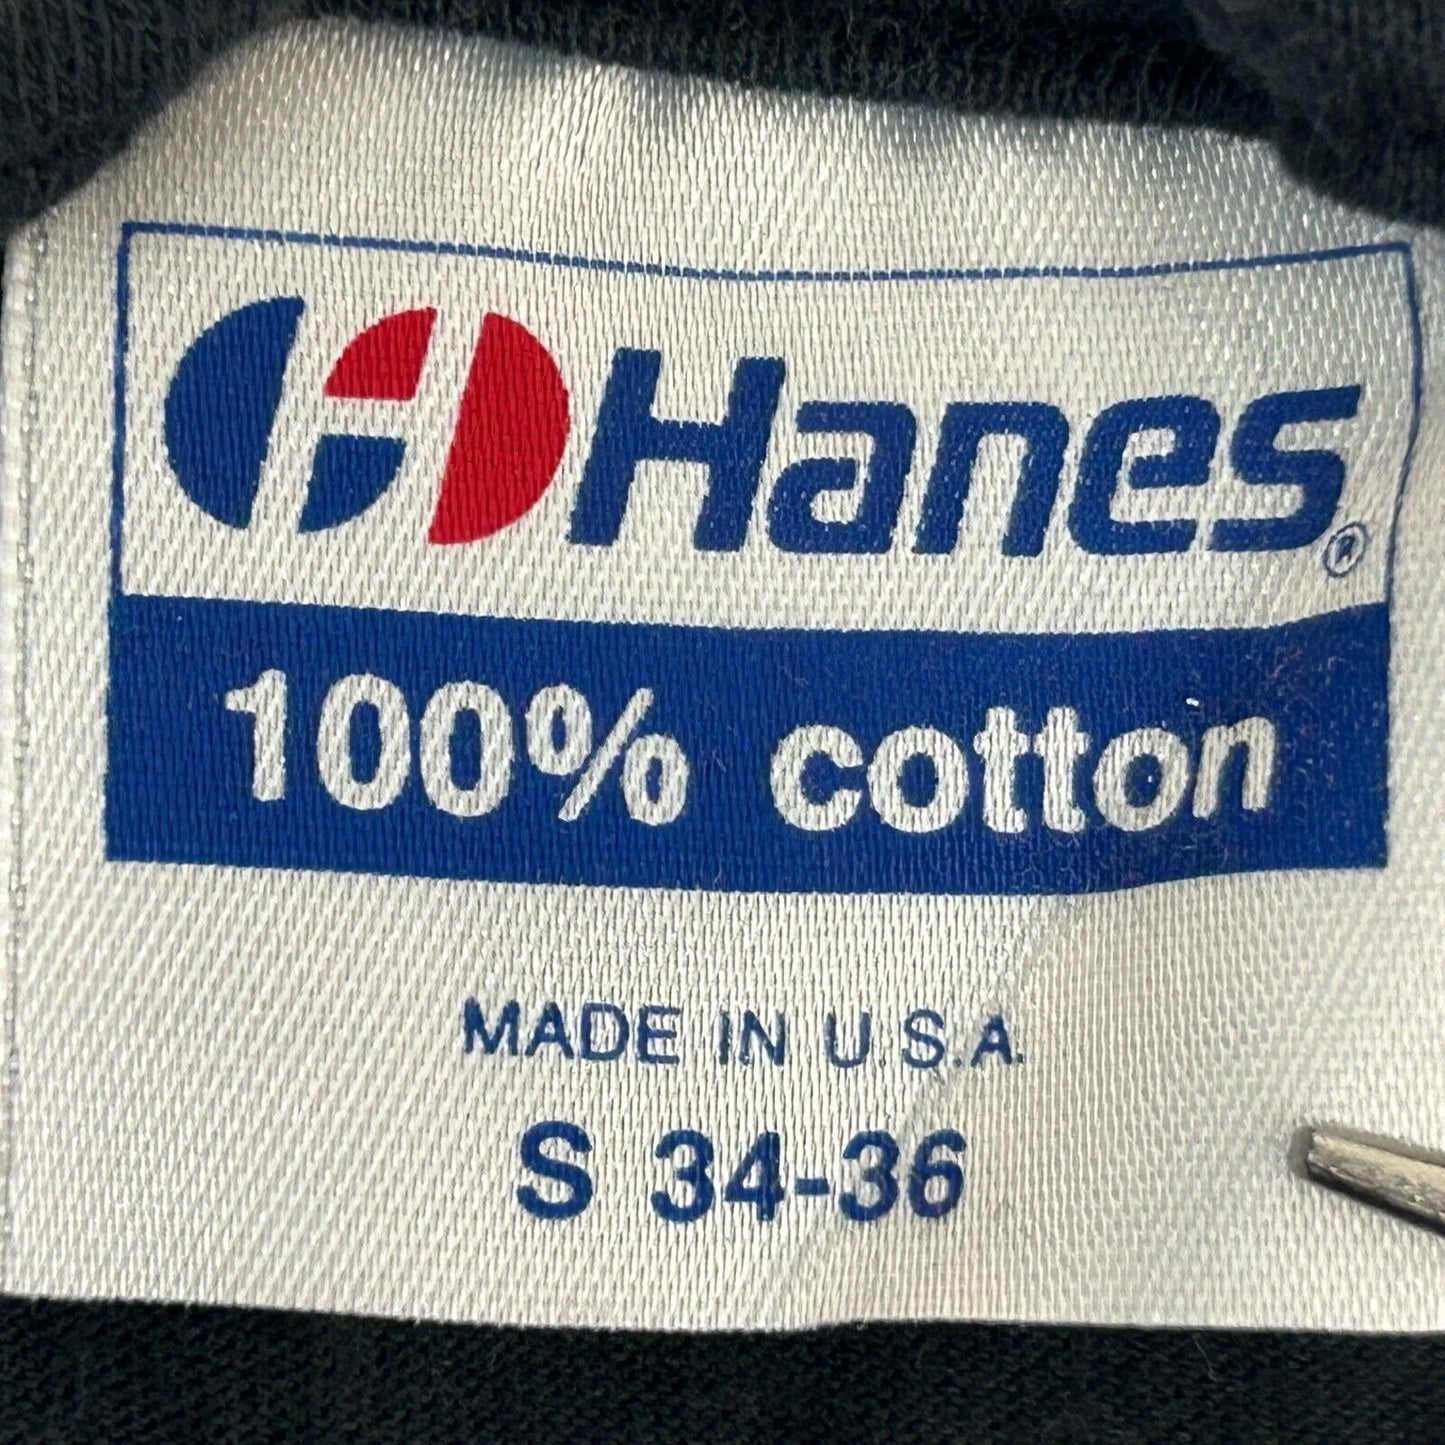 Hanes®
100% cotton
MADE IN U.S.A.
S 34-36